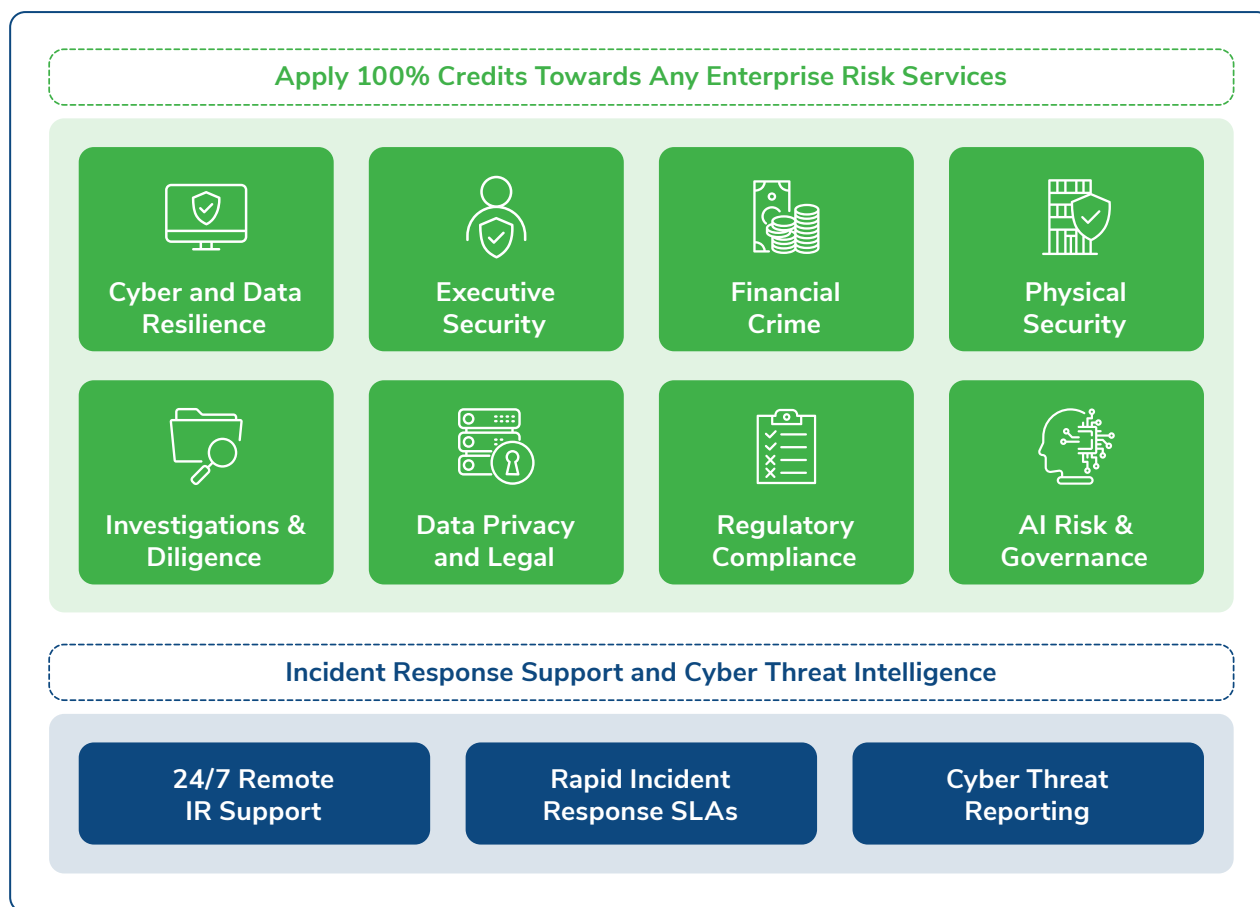 Apply 100% Credits Towards Any Enterprise Risk Services
Cyber and Data
Resilience
Executive
Security
Financial
Crime
Physical
Security
Investigations &
Diligence
Data Privacy
and Legal
Regulatory
Compliance
AI Risk &
Governance
Incident Response Support and Cyber Threat Intelligence
24/7 Remote
IR Support
Rapid Incident
Response SLAs
Cyber Threat
Reporting